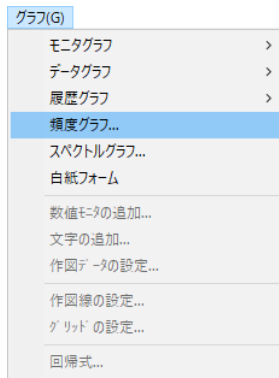 グラフ(G)
モニタグラフ >
データグラフ >
履歴グラフ >
頻度グラフ...
スペクトルグラフ...
白紙フォーム
数値ﾓﾆﾀの追加...
文字の追加...
作図ﾃﾞｰﾀの設定...
作図線の設定...
ｸﾞﾘｯﾄﾞの設定...
回帰式...